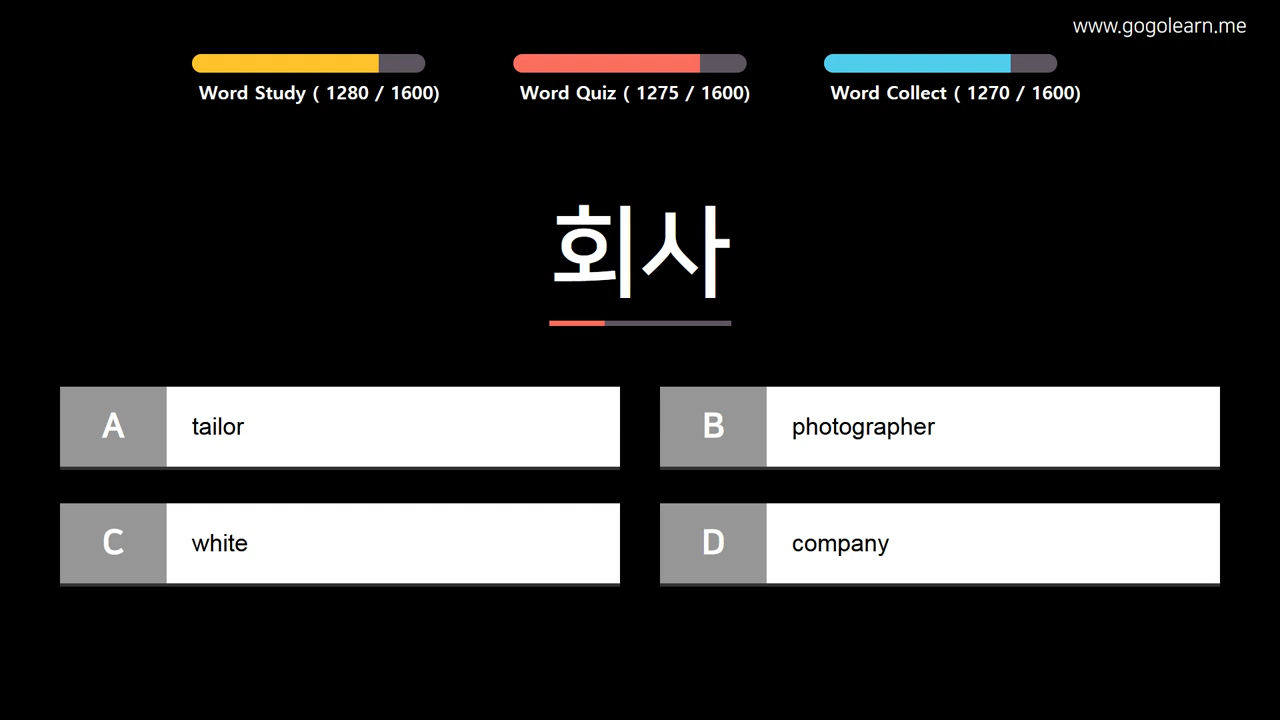 www.gogolearn.me
Word Study ( 1280 / 1600)
Word Quiz ( 1275 / 1600)
Word Collect ( 1270 / 1600)
회사
A tailor
B photographer
C white
D company